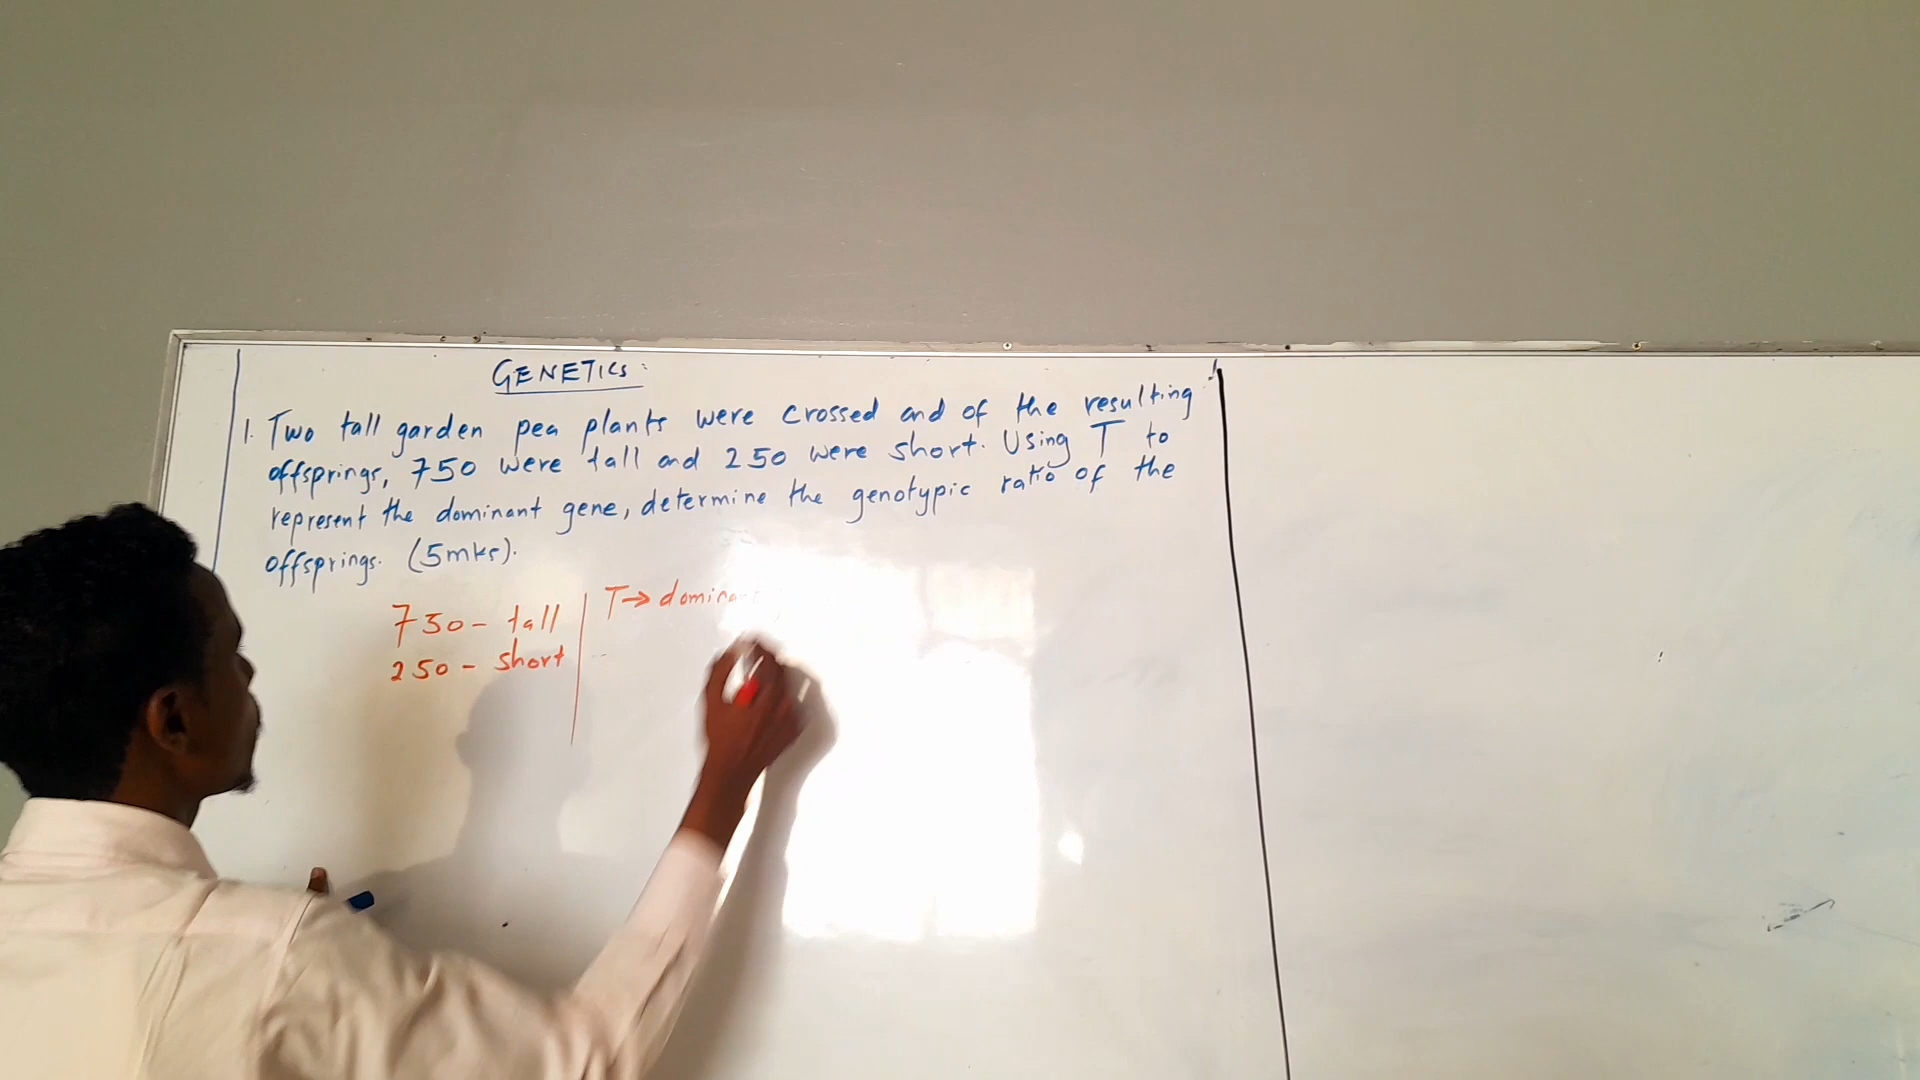 GENETICS:
1. Two tall garden pea plants were crossed and of the resulting
offsprings, 750 were tall and 250 were short. Using T to
represent the dominant gene, determine the genotypic ratio of the
offsprings. (5mks).
750 - tall
250 - short
T → dominant